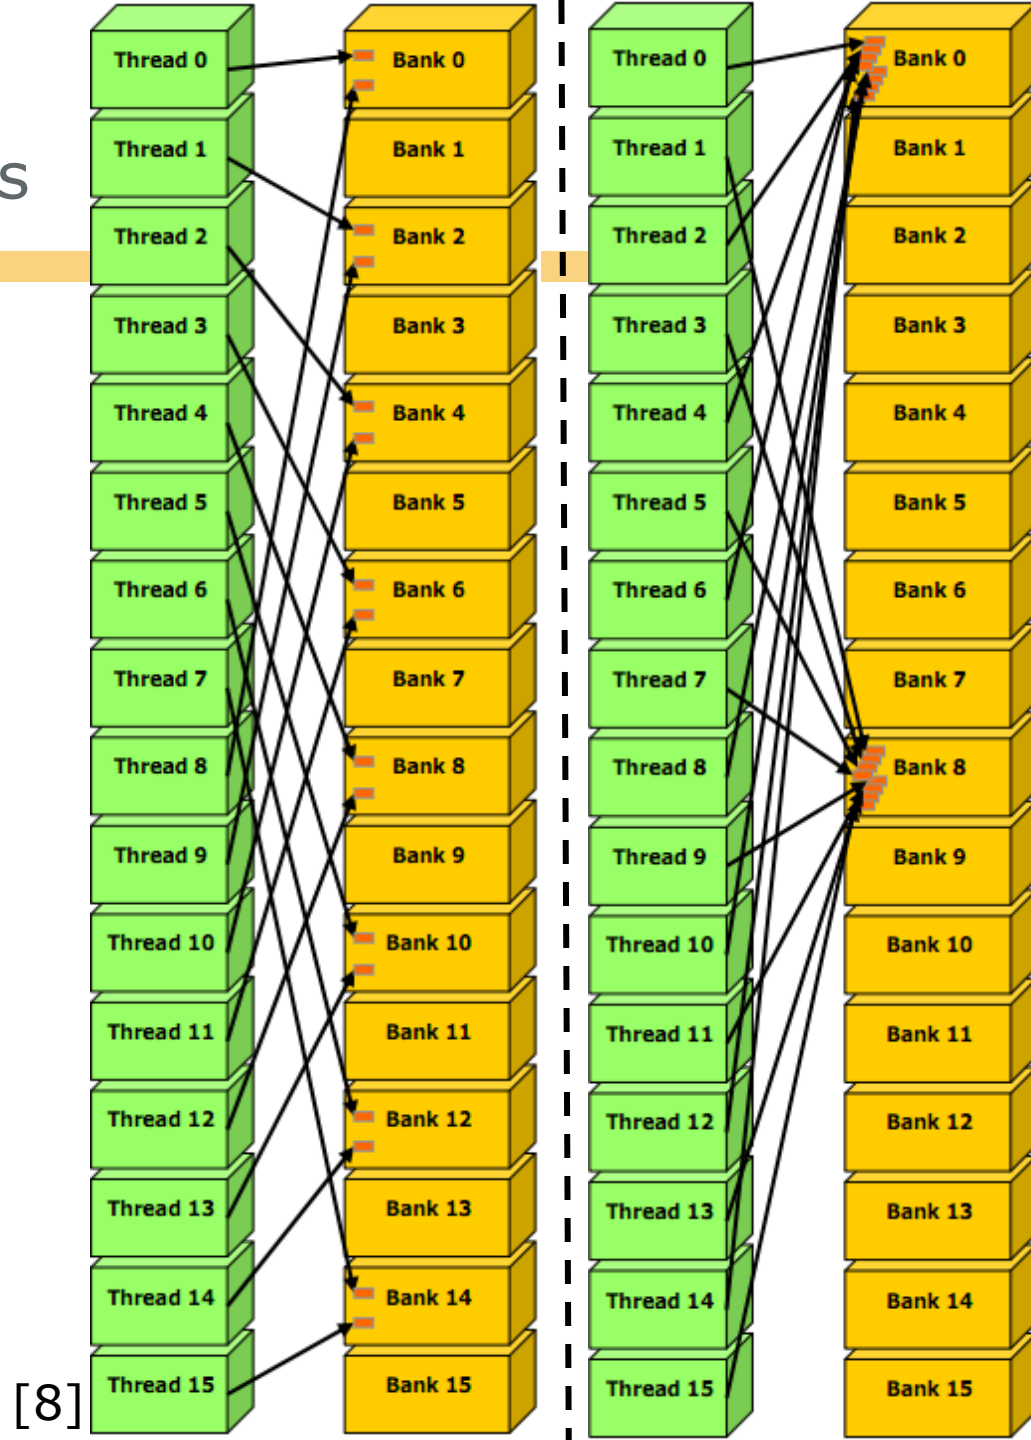 s
Thread 0
Thread 1
Thread 2
Thread 3
Thread 4
Thread 5
Thread 6
Thread 7
Thread 8
Thread 9
Thread 10
Thread 11
Thread 12
Thread 13
Thread 14
Thread 15
Bank 0
Bank 1
Bank 2
Bank 3
Bank 4
Bank 5
Bank 6
Bank 7
Bank 8
Bank 9
Bank 10
Bank 11
Bank 12
Bank 13
Bank 14
Bank 15
Thread 0
Thread 1
Thread 2
Thread 3
Thread 4
Thread 5
Thread 6
Thread 7
Thread 8
Thread 9
Thread 10
Thread 11
Thread 12
Thread 13
Thread 14
Thread 15
Bank 0
Bank 1
Bank 2
Bank 3
Bank 4
Bank 5
Bank 6
Bank 7
Bank 8
Bank 9
Bank 10
Bank 11
Bank 12
Bank 13
Bank 14
Bank 15
[8]